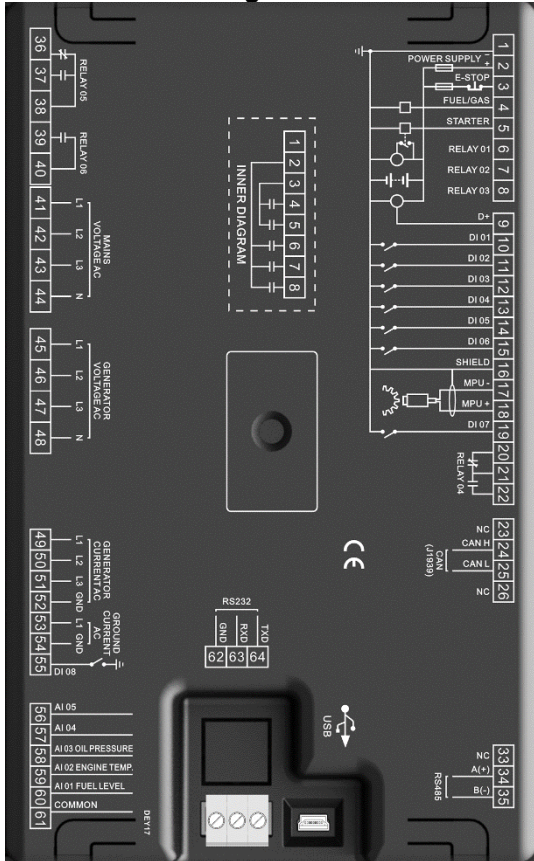 36
37
38
39
40
RELAY 05
RELAY 06
41
42
43
44
L1
L2
L3
N
MAINS
VOLTAGE AC
45
46
47
48
L1
L2
L3
N
GENERATOR
VOLTAGE AC
49
50
51
52
53
54
55
L1
L2
L3
GND
L1
GND
GENERATOR
CURRENT AC
GROUND
CURRENT
AC
DI 08
56
57
58
59
60
61
AI 05
AI 04
AI 03 OIL PRESSURE
AI 02 ENGINE TEMP.
AI 01 FUEL LEVEL
COMMON
DEY17
INNER DIAGRAM
1
2
3
4
5
6
7
8
RS232
GND
RXD
TXD
62 63 64
USB
CE
1
POWER SUPPLY - +
2
E-STOP
3
FUEL/GAS
4
STARTER
5
RELAY 01
6
RELAY 02
7
RELAY 03
8
D+
9
DI 01
10
DI 02
11
DI 03
12
DI 04
13
DI 05
14
DI 06
15
SHIELD
16
MPU -
17
MPU +
18
DI 07
19
20
21
22
RELAY 04
NC
23
CAN H
24
CAN L
25
NC
26
CAN
(J1939)
NC
33
A(+)
34
B(-)
35
RS485